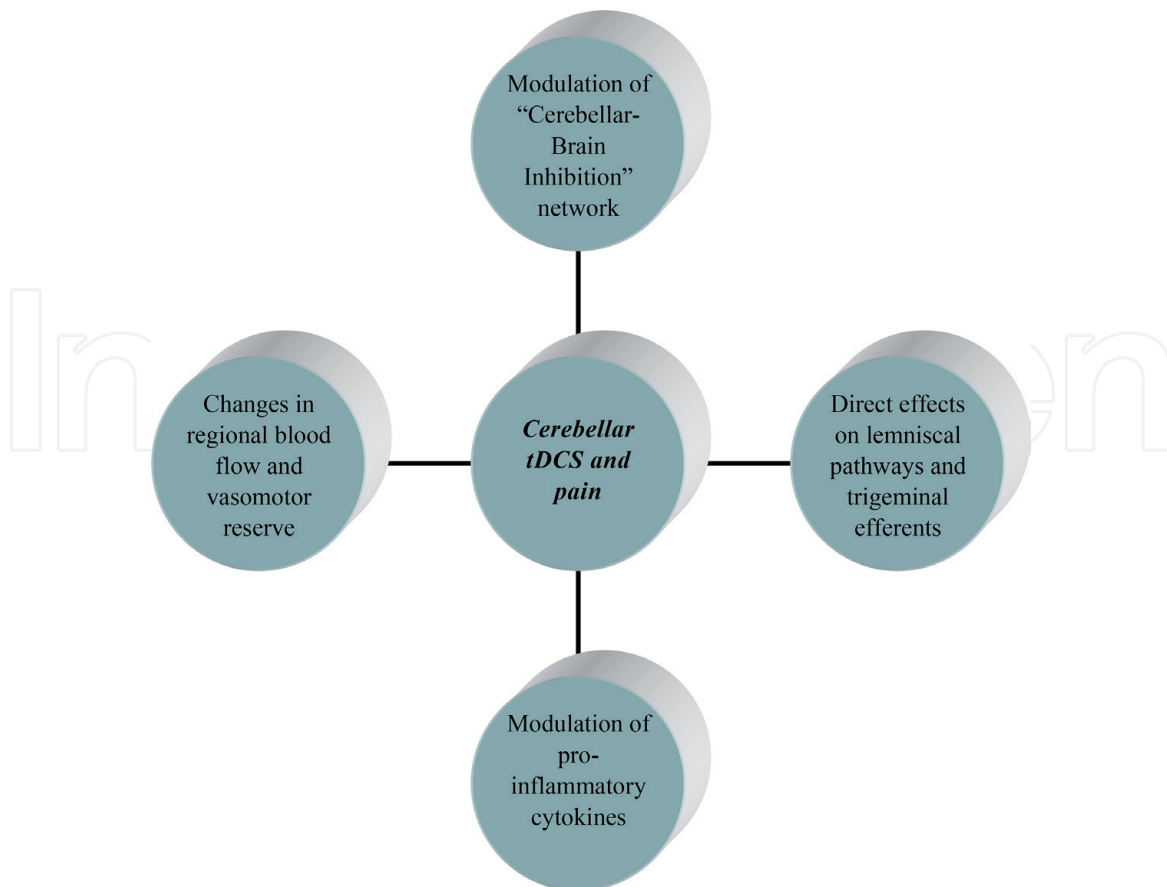 Modulation of
“Cerebellar-
Brain
Inhibition”
network
Changes in
regional blood
flow and
vasomotor
reserve
Cerebellar
tDCS and
pain
Direct effects
on lemniscal
pathways and
trigeminal
efferents
Modulation of
pro-
inflammatory
cytokines